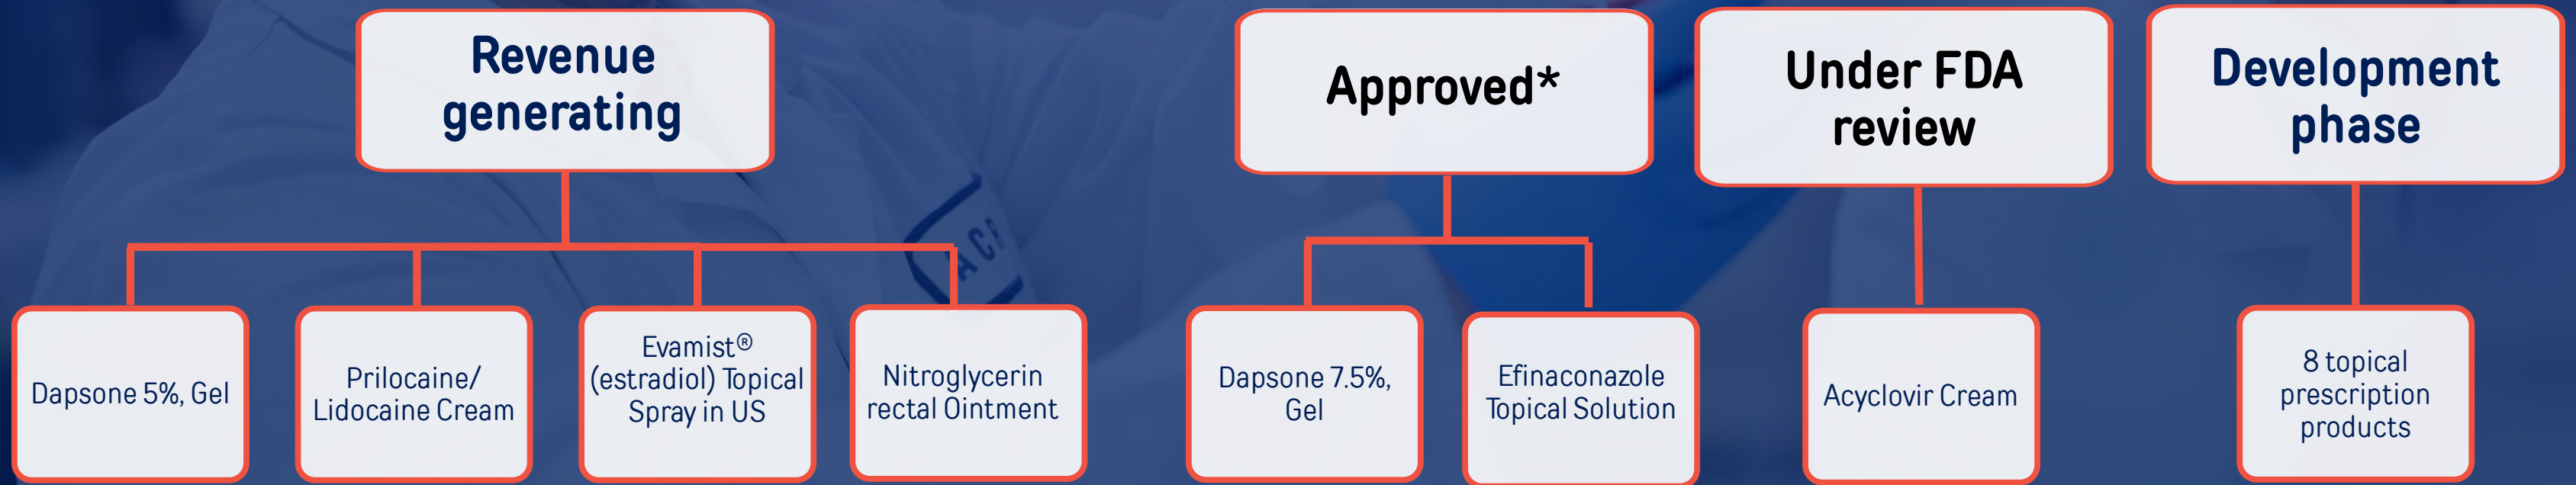 Revenue
generating
Approved*
Under FDA
review
Development
phase
Dapsone 5%, Gel
Prilocaine/
Lidocaine Cream
Evamist®
(estradiol) Topical
Spray in US
Nitroglycerin
rectal Ointment
Dapsone 7.5%,
Gel
Efinaconazole
Topical Solution
Acyclovir Cream
8 topical
prescription
products